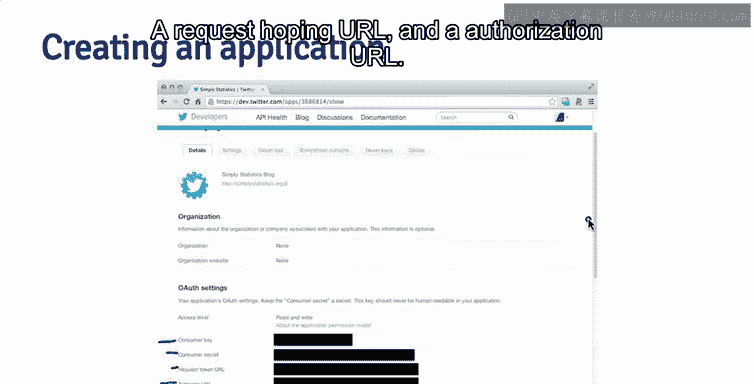 A request hoping URL, and a authorization
URL.
Creating an application
Simply Statistics | Twitter
https://dev.twitter.com/apps/3686814/show
Developers
API Health Blog Discussions Documentation
Search
Details Settings
Simply Statistics Blog
Organization
Information about the organization or company associated with your application. This information is optional.
Organization None
Organization website None
OAuth settings
Your application's OAuth settings. Keep the "Consumer secret" a secret. This key should never be human-readable in your application.
Access level Read and write
About the application permission model
Consumer key
Consumer secret
Request token URL